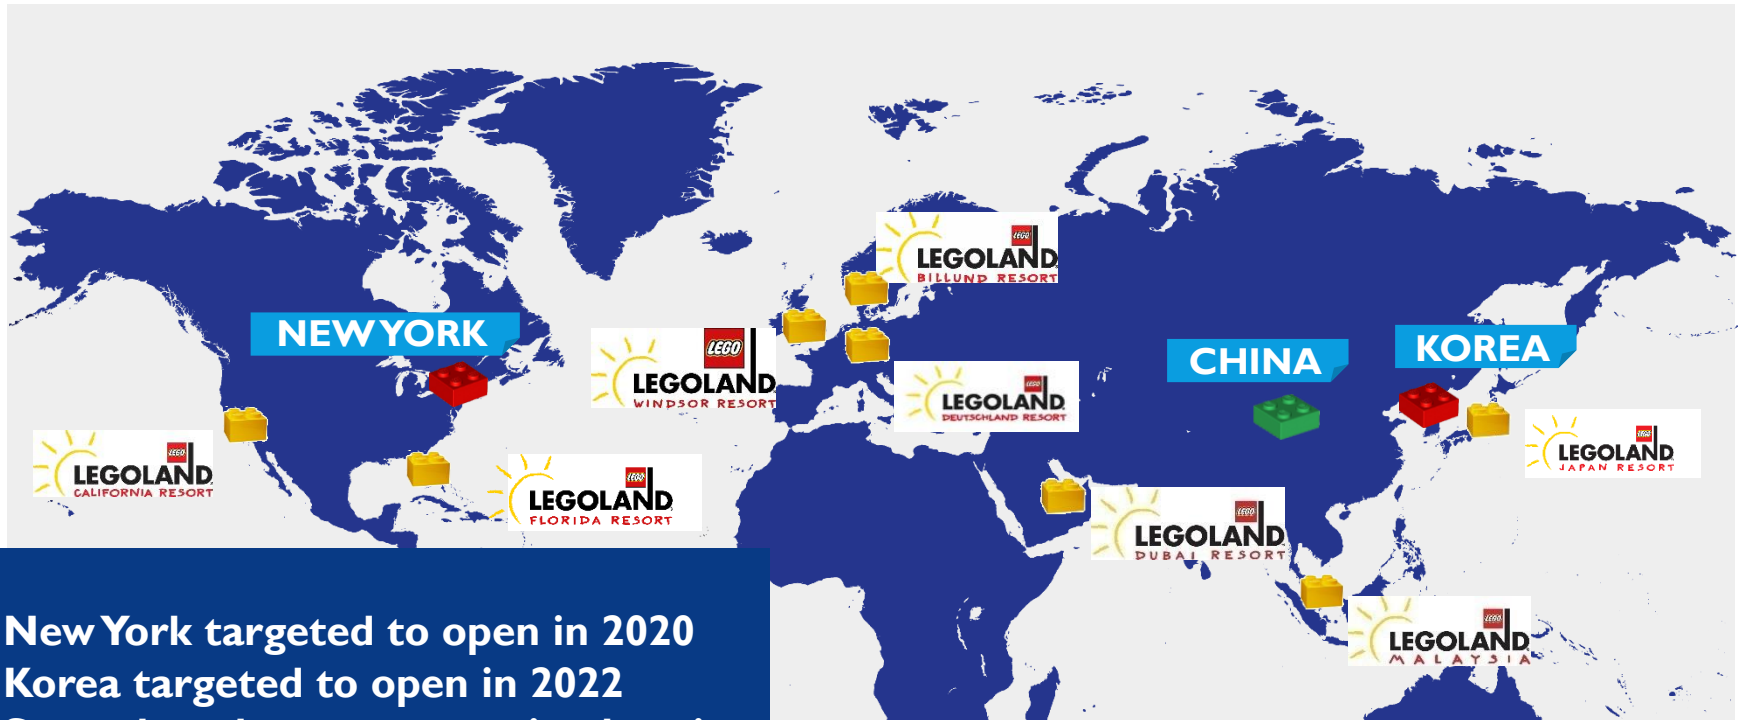 LEGO
LEGOLAND
BILLUND RESORT
NEW YORK
LEGO
LEGOLAND
WINDSOR RESORT
CHINA
KOREA
LEGO
LEGOLAND
DEUTSCHLAND RESORT
LEGO
LEGOLAND
CALIFORNIA RESORT
LEGO
LEGOLAND
FLORIDA RESORT
LEGO
LEGOLAND
JAPAN RESORT
LEGO
LEGOLAND
DUBAI RESORT
LEGO
LEGOLAND
MALAYSIA
New York targeted to open in 2020
Korea targeted to open in 2022